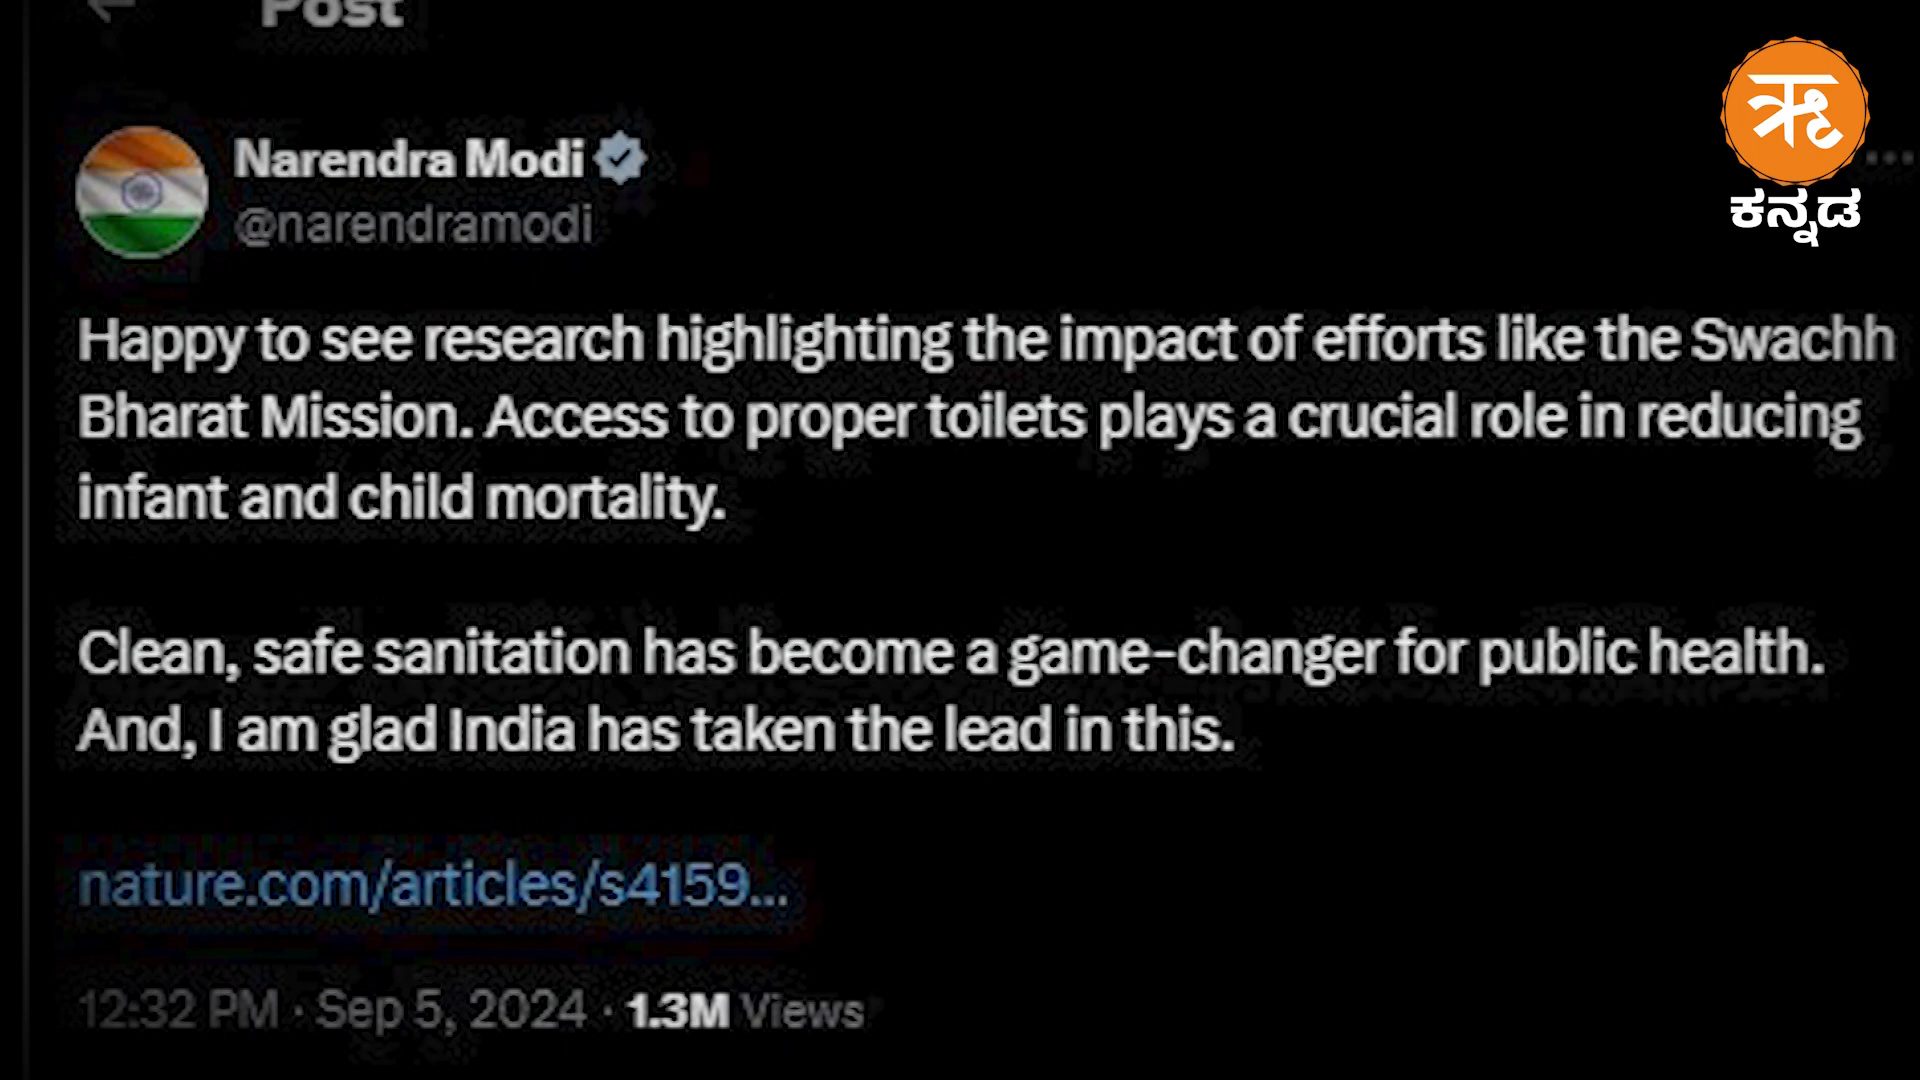 Post
Narendra Modi
@narendramodi
Happy to see research highlighting the impact of efforts like the Swachh
Bharat Mission. Access to proper toilets plays a crucial role in reducing
infant and child mortality.
Clean, safe sanitation has become a game-changer for public health.
And, I am glad India has taken the lead in this.
nature.com/articles/s4159...
12:32 PM · Sep 5, 2024 · 1.3M Views
ऋ
ಕನ್ನಡ